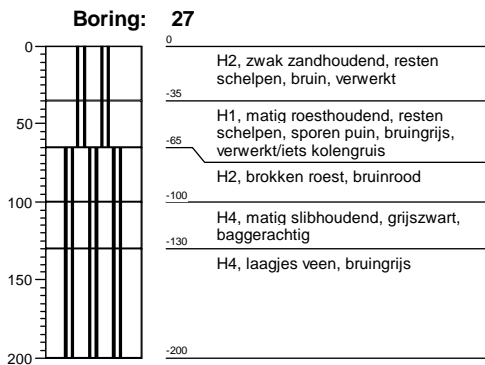 Boring: 27
0
0
H2, zwak zandhoudend, resten
schelpen, bruin, verwerkt
-35
H1, matig roesthoudend, resten
schelpen, sporen puin, bruingrijs,
verwerkt/iets kolengruis
50
-65
H2, brokken roest, bruinrood
100
-100
H4, matig slibhoudend, grijszwart,
baggerachtig
-130
H4, laagjes veen, bruingrijs
150
200
-200